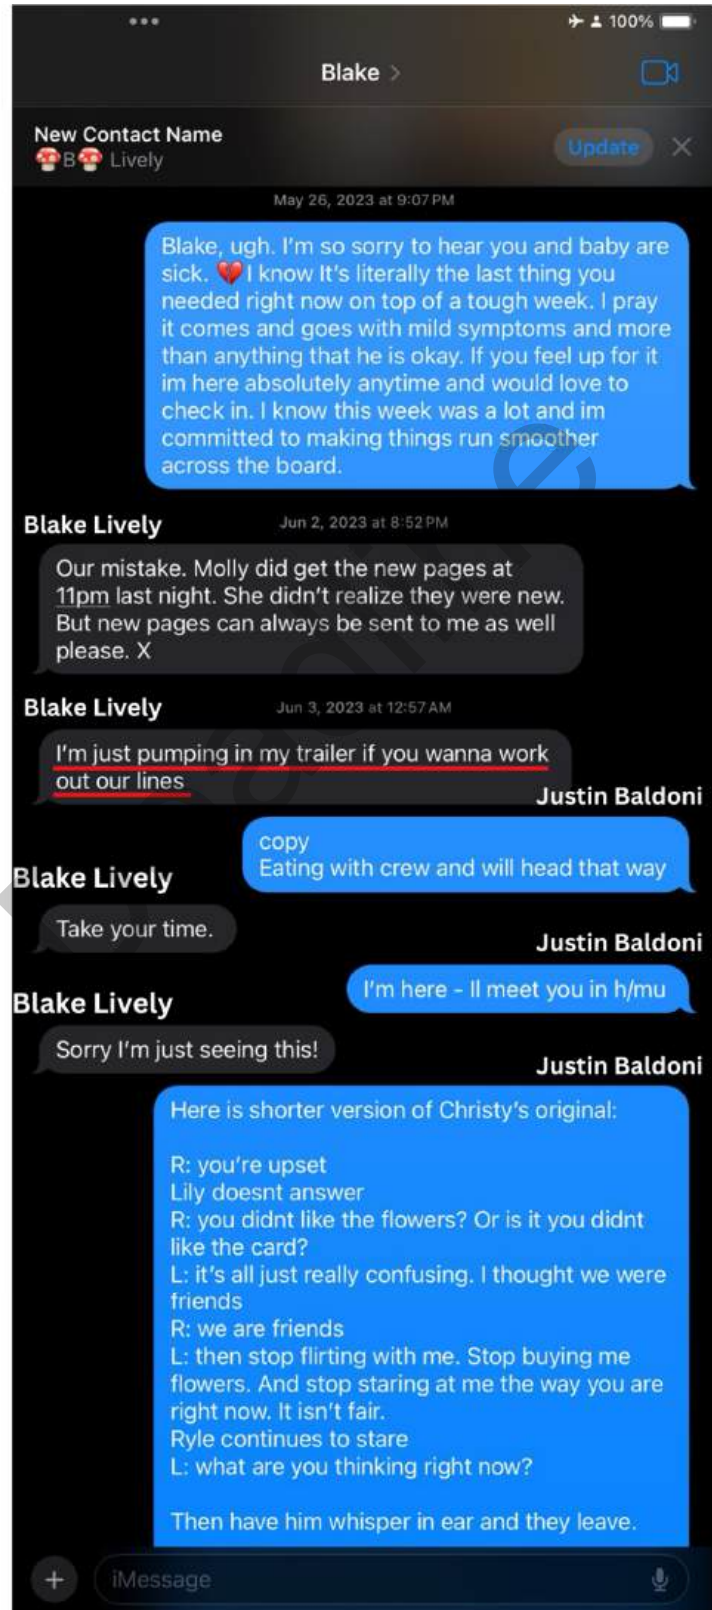 100%
Blake >
New Contact Name
🍄B🍄 Lively
Update
May 26, 2023 at 9:07 PM
Blake, ugh. I'm so sorry to hear you and baby are
sick. 💔 I know It's literally the last thing you
needed right now on top of a tough week. I pray
it comes and goes with mild symptoms and more
than anything that he is okay. If you feel up for it
im here absolutely anytime and would love to
check in. I know this week was a lot and im
committed to making things run smoother
across the board.
Blake Lively
Jun 2, 2023 at 8:52 PM
Our mistake. Molly did get the new pages at
11pm last night. She didn't realize they were new.
But new pages can always be sent to me as well
please. X
Blake Lively
Jun 3, 2023 at 12:57 AM
I'm just pumping in my trailer if you wanna work
out our lines
Justin Baldoni
copy
Eating with crew and will head that way
Blake Lively
Take your time.
Justin Baldoni
I'm here - ll meet you in h/mu
Blake Lively
Sorry I'm just seeing this!
Justin Baldoni
Here is shorter version of Christy's original:
R: you're upset
Lily doesnt answer
R: you didnt like the flowers? Or is it you didnt
like the card?
L: it's all just really confusing. I thought we were
friends
R: we are friends
L: then stop flirting with me. Stop buying me
flowers. And stop staring at me the way you are
right now. It isn't fair.
Ryle continues to stare
L: what are you thinking right now?
Then have him whisper in ear and they leave.
iMessage